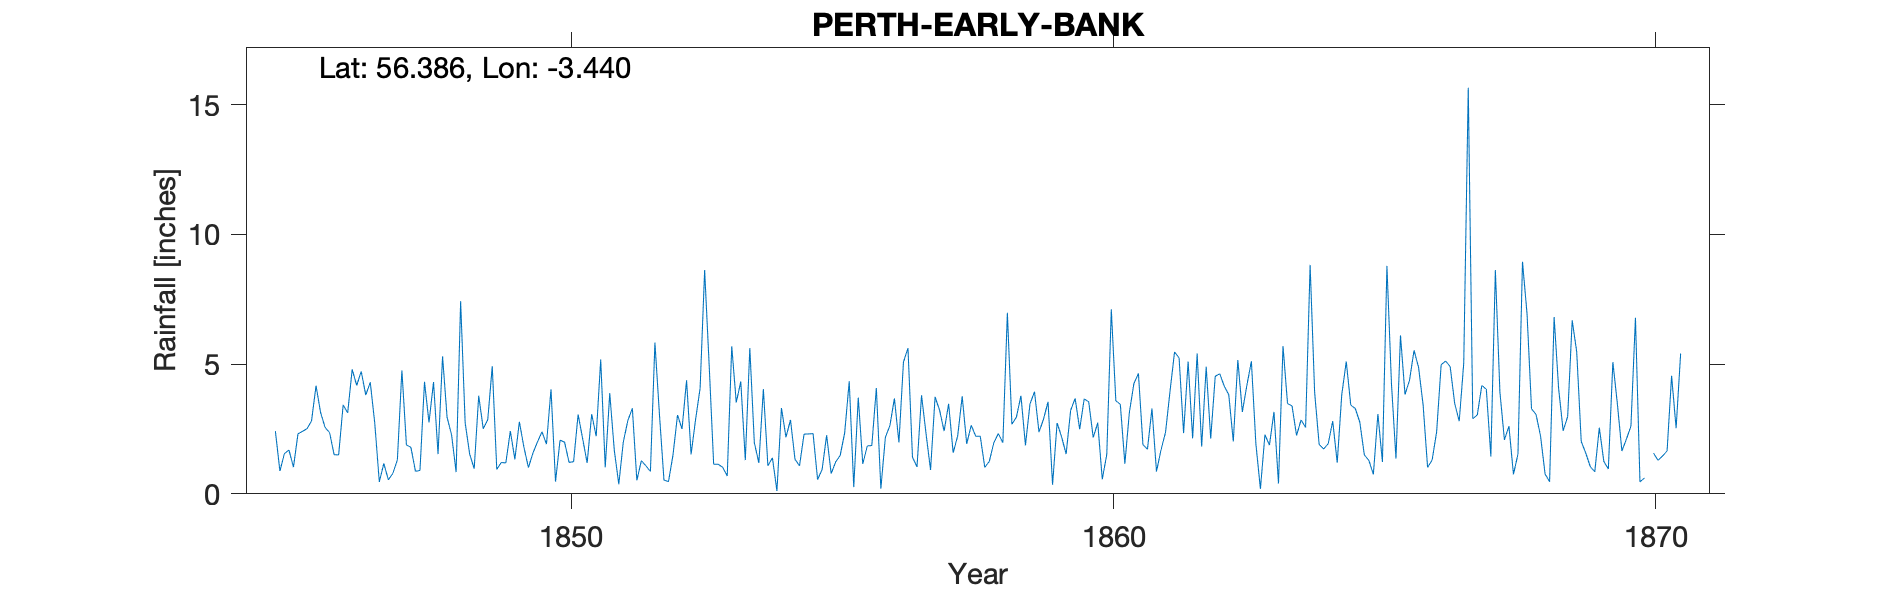 PERTH-EARLY-BANK
Lat: 56.386, Lon: -3.440
15
10
5
0
Rainfall [inches]
1850
1860
1870
Year